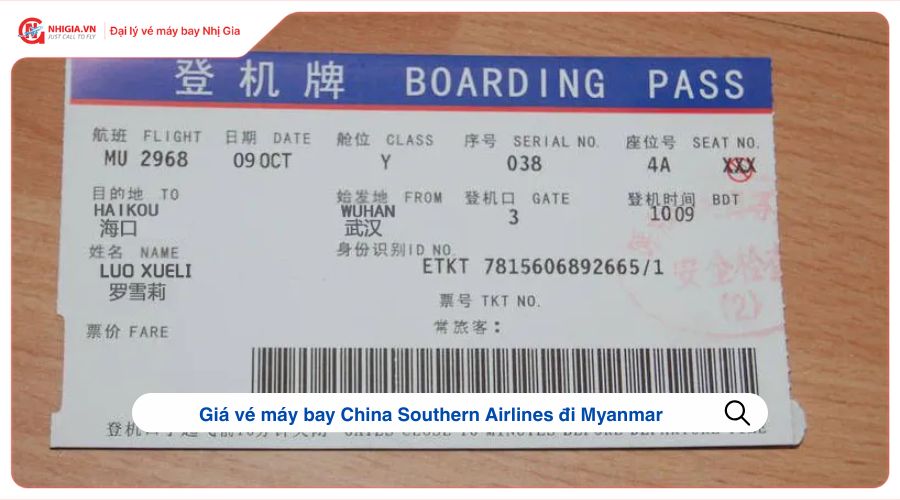 NHIGIA.VN
JUST CALL TO FLY
Đại lý vé máy bay Nhị Gia
登机牌 BOARDING PASS
航班 FLIGHT 日期 DATE 舱位 CLASS 序号 SERIAL NO. 座位号 SEAT NO.
MU 2968 09OCT Y 038 4A XXX
目的地 TO 始发地 FROM 登机口 GATE 登机时间 BDT
HAIKOU WUHAN 3 1009
海口 武汉
姓名 NAME 身份识别ID NO.
LUO XUELI ETKT 7815606892665/1
罗雪莉
票号 TKT NO.
票价 FARE 常旅客：
安全检查
(2)
Giá vé máy bay China Southern Airlines đi Myanmar